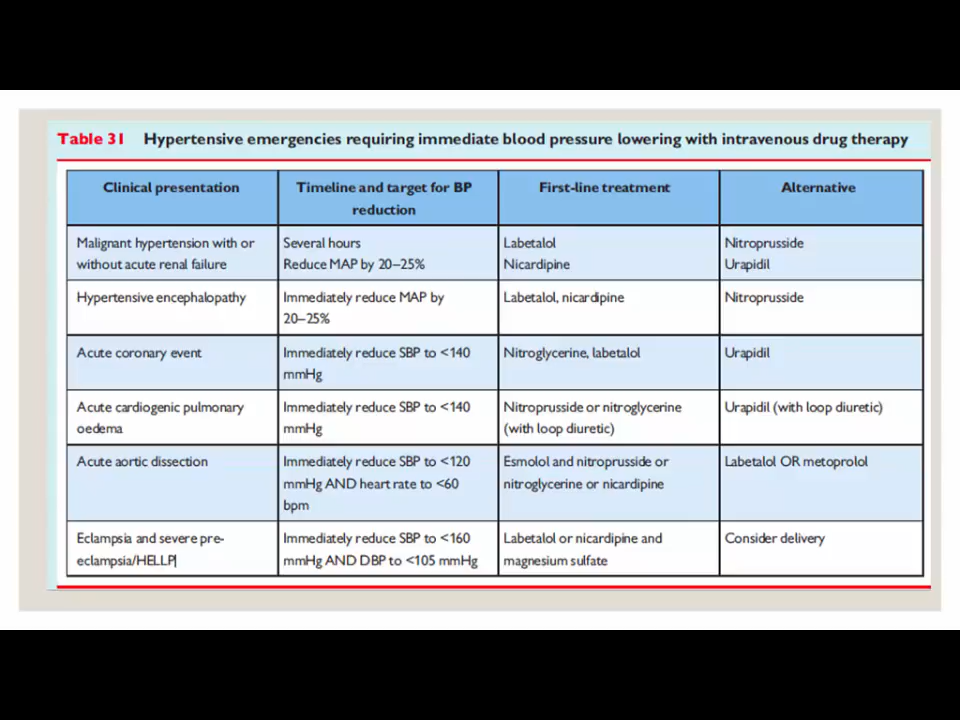 Table 31 Hypertensive emergencies requiring immediate blood pressure lowering with intravenous drug therapy
Clinical presentation
Timeline and target for BP
reduction
First-line treatment
Alternative
Malignant hypertension with or
without acute renal failure
Several hours
Reduce MAP by 20–25%
Labetalol
Nicardipine
Nitroprusside
Urapidil
Hypertensive encephalopathy
Immediately reduce MAP by
20–25%
Labetalol, nicardipine
Nitroprusside
Acute coronary event
Immediately reduce SBP to <140
mmHg
Nitroglycerine, labetalol
Urapidil
Acute cardiogenic pulmonary
oedema
Immediately reduce SBP to <140
mmHg
Nitroprusside or nitroglycerine
(with loop diuretic)
Urapidil (with loop diuretic)
Acute aortic dissection
Immediately reduce SBP to <120
mmHg AND heart rate to <60
bpm
Esmolol and nitroprusside or
nitroglycerine or nicardipine
Labetalol OR metoprolol
Eclampsia and severe pre-
eclampsia/HELLP
Immediately reduce SBP to <160
mmHg AND DBP to <105 mmHg
Labetalol or nicardipine and
magnesium sulfate
Consider delivery